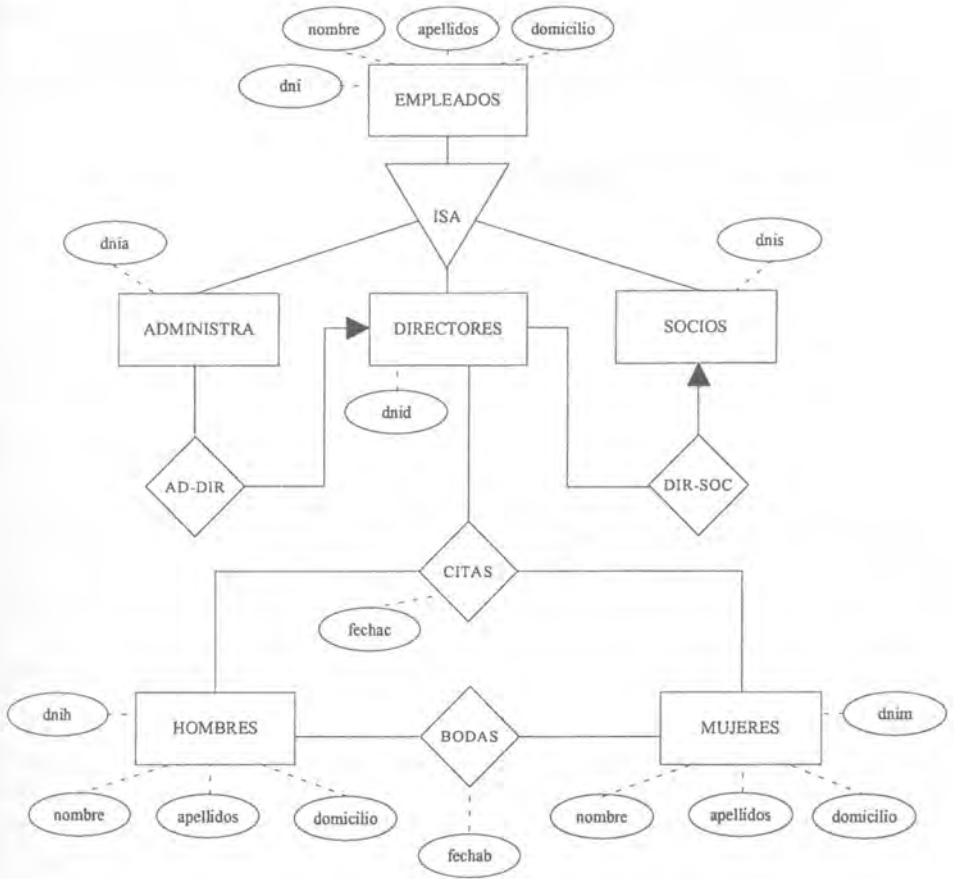 nombre
apellidos
domicilio
dni
EMPLEADOS
ISA
dnia
dnis
ADMINISTRA
DIRECTORES
SOCIOS
dnid
AD-DIR
DIR-SOC
CITAS
fechac
dnih
HOMBRES
BODAS
MUJERES
dnim
nombre
apellidos
domicilio
nombre
apellidos
domicilio
fechab